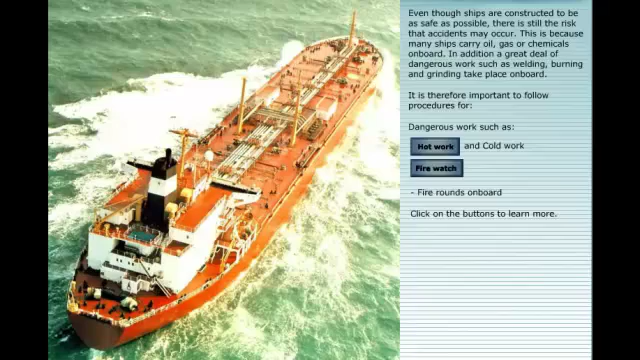 Even though ships are constructed to be
as safe as possible, there is still the risk
that accidents may occur. This is because
many ships carry oil, gas or chemicals
onboard. In addition a great deal of
dangerous work such as welding, burning
and grinding take place onboard.
It is therefore important to follow
procedures for:
Dangerous work such as:
Hot work and Cold work
Fire watch
- Fire rounds onboard
Click on the buttons to learn more.